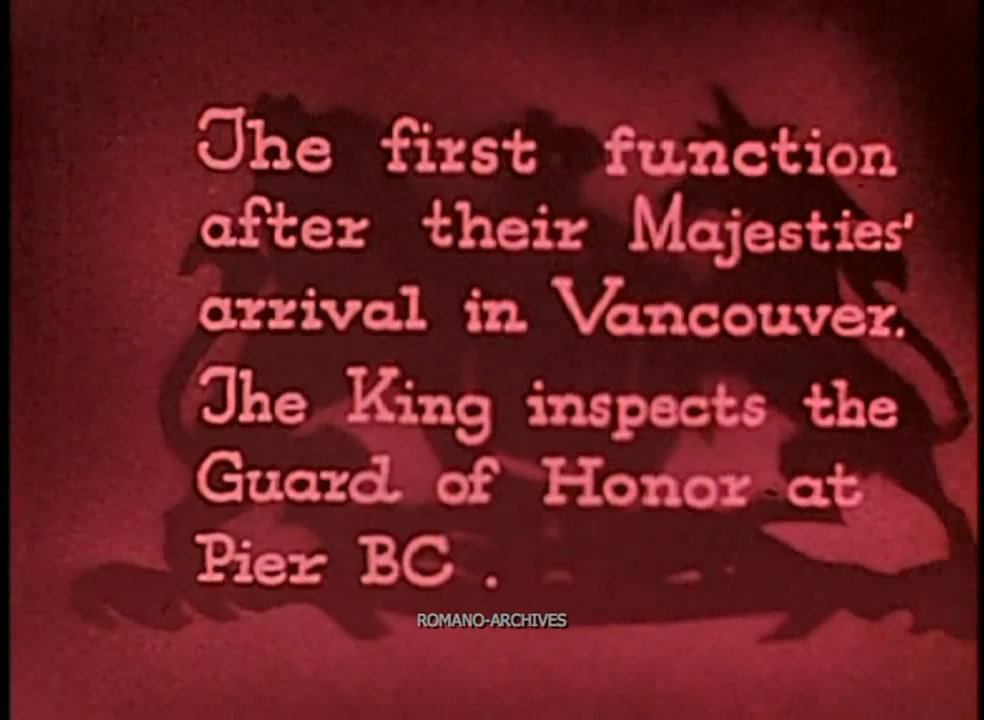 The first function
after their Majesties'
arrival in Vancouver.
The King inspects the
Guard of Honor at
Pier BC.
ROMANO-ARCHIVES